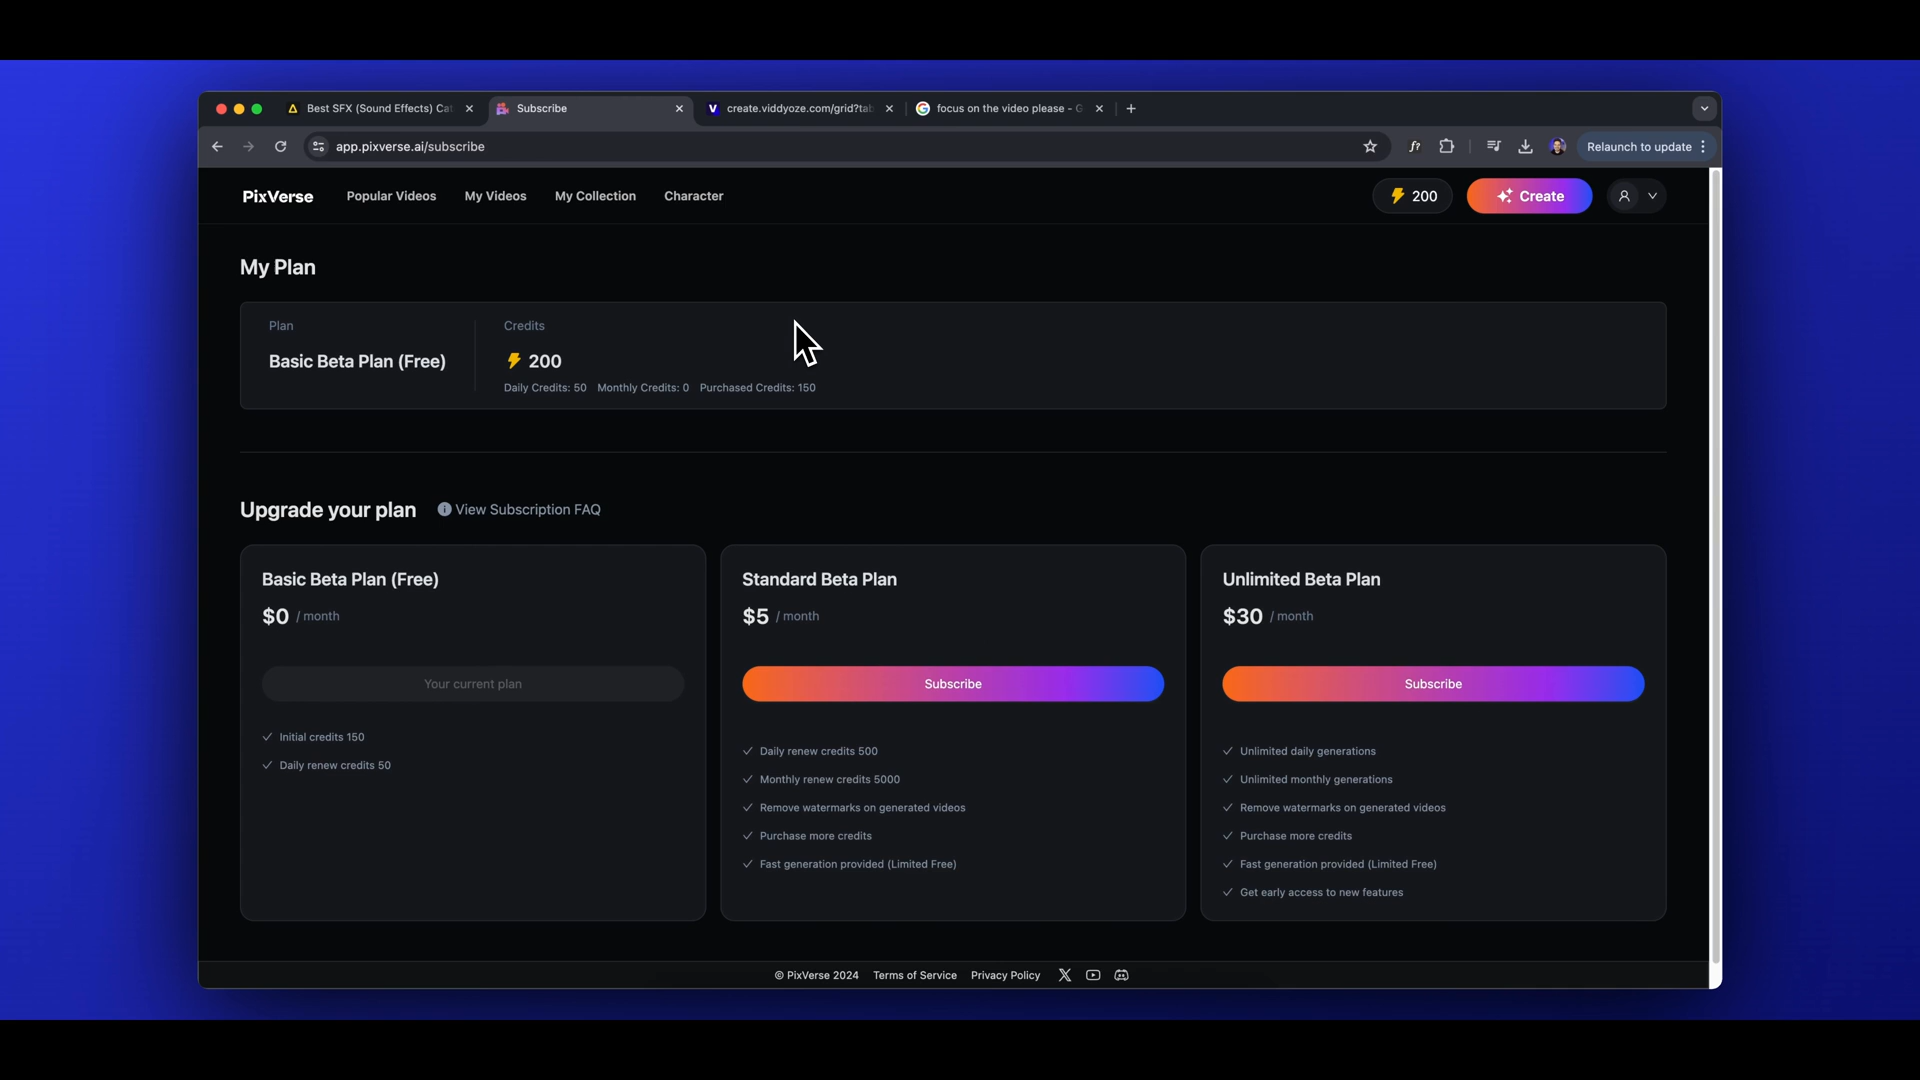 Best SFX (Sound Effects) Ca
Subscribe
create.viddyoze.com/grid?tab
focus on the video please - G
app.pixverse.ai/subscribe
f?
Relaunch to update
PixVerse
Popular Videos
My Videos
My Collection
Character
200
Create
My Plan
Plan
Credits
Basic Beta Plan (Free)
200
Daily Credits: 50 Monthly Credits: 0 Purchased Credits: 150
Upgrade your plan
View Subscription FAQ
Basic Beta Plan (Free)
$0 / month
Your current plan
Initial credits 150
Daily renew credits 50
Standard Beta Plan
$5 / month
Subscribe
Daily renew credits 500
Monthly renew credits 5000
Remove watermarks on generated videos
Purchase more credits
Fast generation provided (Limited Free)
Unlimited Beta Plan
$30 / month
Subscribe
Unlimited daily generations
Unlimited monthly generations
Remove watermarks on generated videos
Purchase more credits
Fast generation provided (Limited Free)
Get early access to new features
© PixVerse 2024 Terms of Service Privacy Policy